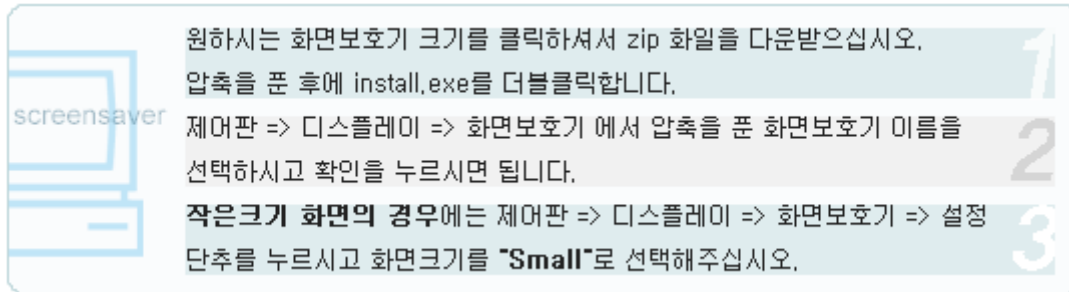 원하시는 화면보호기 크기를 클릭하셔서 zip 화일을 다운받으십시오.
압축을 푼 후에 install.exe를 더블클릭합니다.
1
screensaver
제어판 => 디스플레이 => 화면보호기 에서 압축을 푼 화면보호기 이름을
선택하시고 확인을 누르시면 됩니다.
2
작은크기 화면의 경우에는 제어판 => 디스플레이 => 화면보호기 => 설정
단추를 누르시고 화면크기를 "Small"로 선택해주십시오.
3